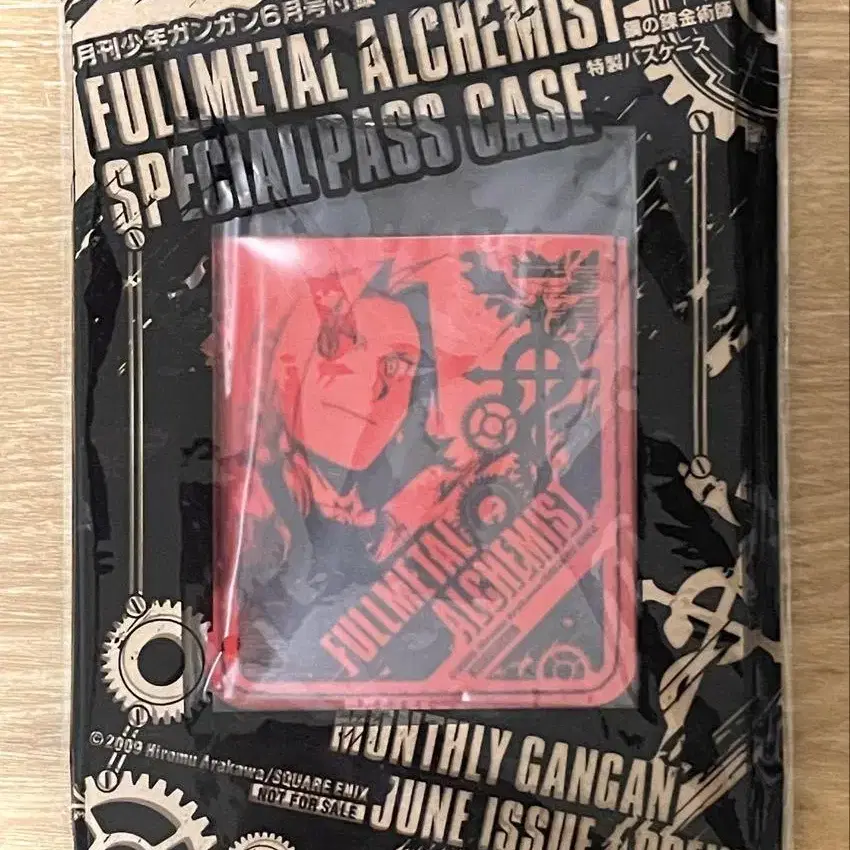 月刊少年ガンガン6月号付録
FULLMETAL ALCHEMIST
鋼の錬金術師
SPECIAL PASS CASE
特製パスケース
FULLMETAL
ALCHEMIST
MONTHLY GANGAN
©2009 Hiromu Arakawa/SQUARE ENIX
NOT FOR SALE
JUNE ISSUE